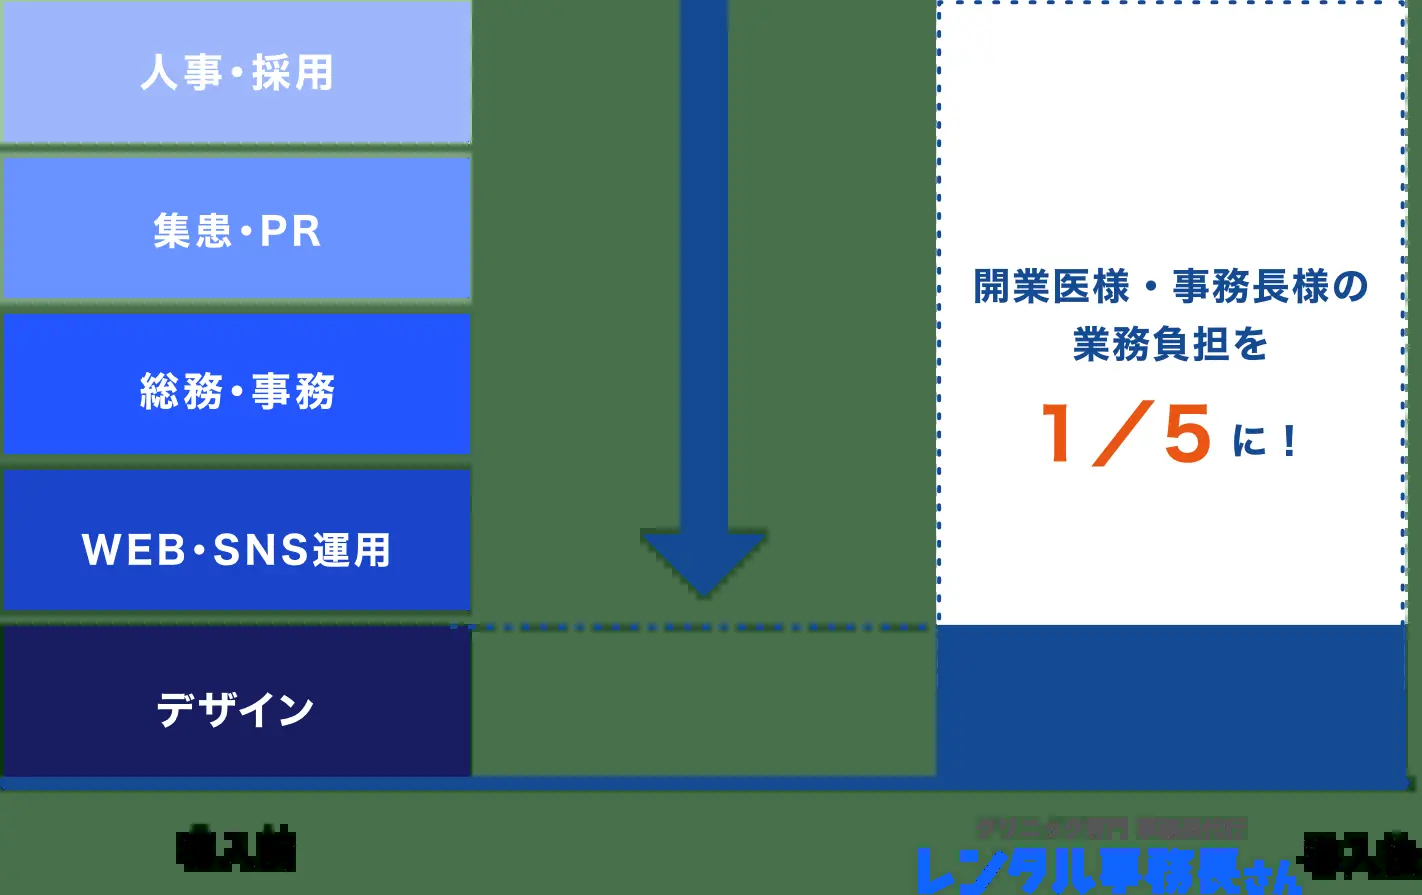 人事・採用
集患・PR
総務・事務
WEB・SNS運用
デザイン
開業医様・事務長様の
業務負担を
1／5に！
導入前
レンタル事務長さん
導入後